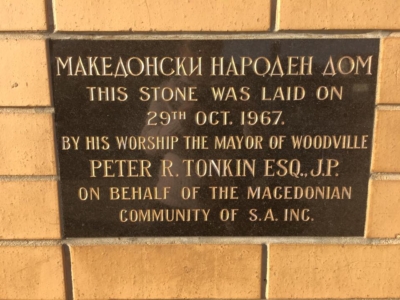 МАКЕДОНСКИ НАРОДЕН ДОМ
THIS STONE WAS LAID ON
29TH OCT. 1967.
BY HIS WORSHIP THE MAYOR OF WOODVILLE
PETER R. TONKIN ESQ., J.P.
ON BEHALF OF THE MACEDONIAN
COMMUNITY OF S.A. INC.